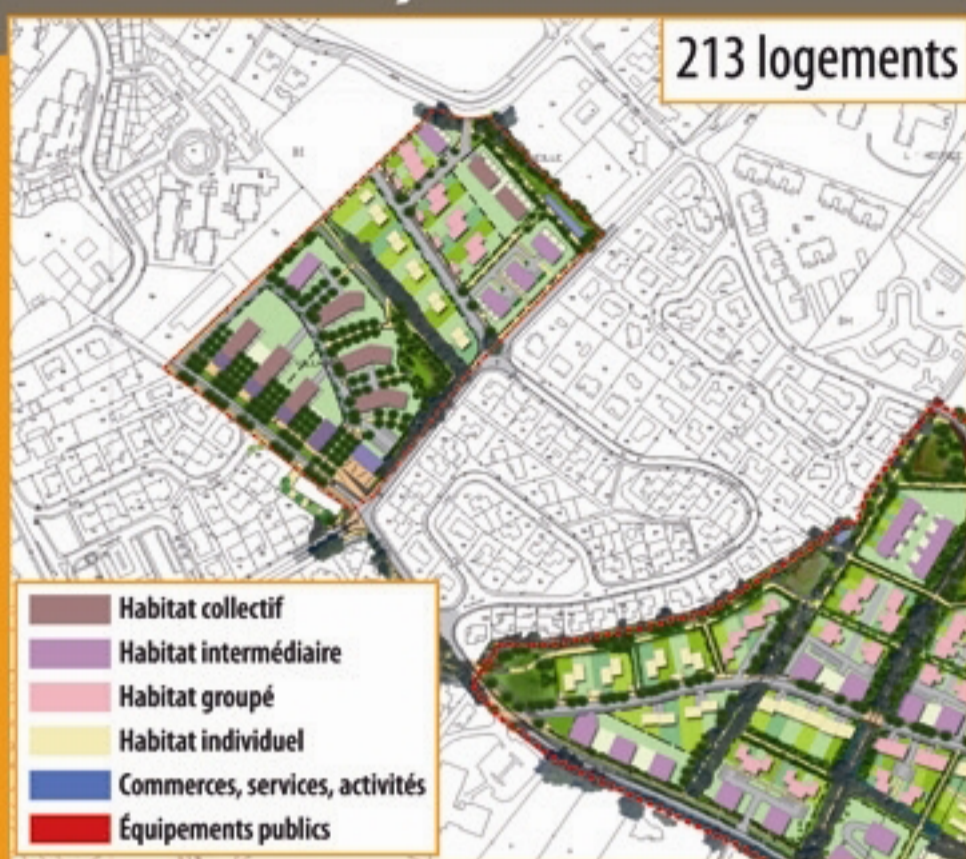 213 logements
Habitat collectif
Habitat intermédiaire
Habitat groupé
Habitat individuel
Commerces, services, activités
Équipements publics